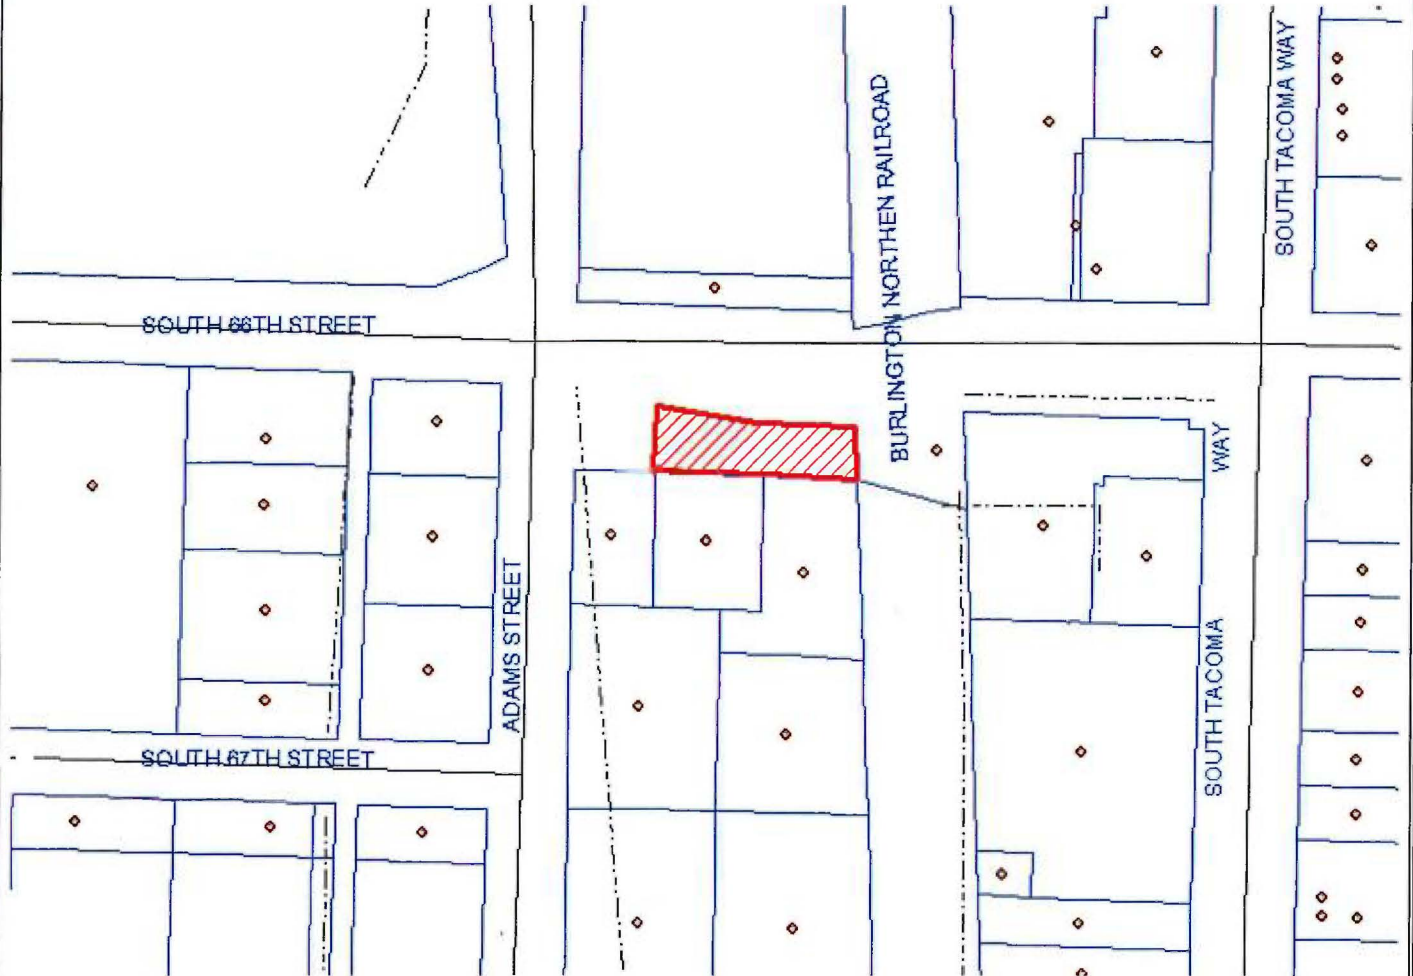 SOUTH TACOMA WAY
BURLINGTON NORTHEN RAILROAD
SOUTH 66TH STREET
WAY
ADAMS STREET
SOUTH TACOMA
SOUTH 67TH STREET